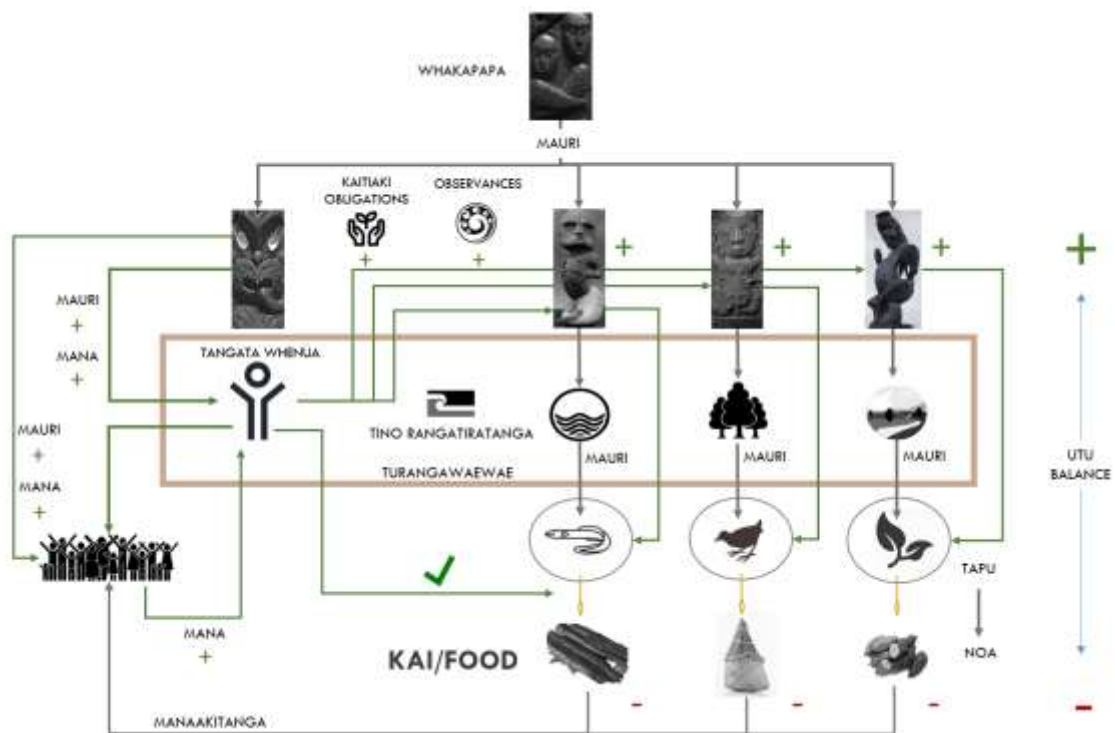 WHAKAPAPA
MAURI
KAITIAKI
OBLIGATIONS
OBSERVANCES
+
+
+
+
+
+
MAURI
+
MANA
+
TANGATA WHENUA
TINO RANGATIRATANGA
TURANGAWAEWAE
MAURI
MAURI
MAURI
UTU
BALANCE
MAURI
+
MANA
+
TAPU
NOA
MANA
+
KAI/FOOD
-
-
-
-
MANAAKITANGA